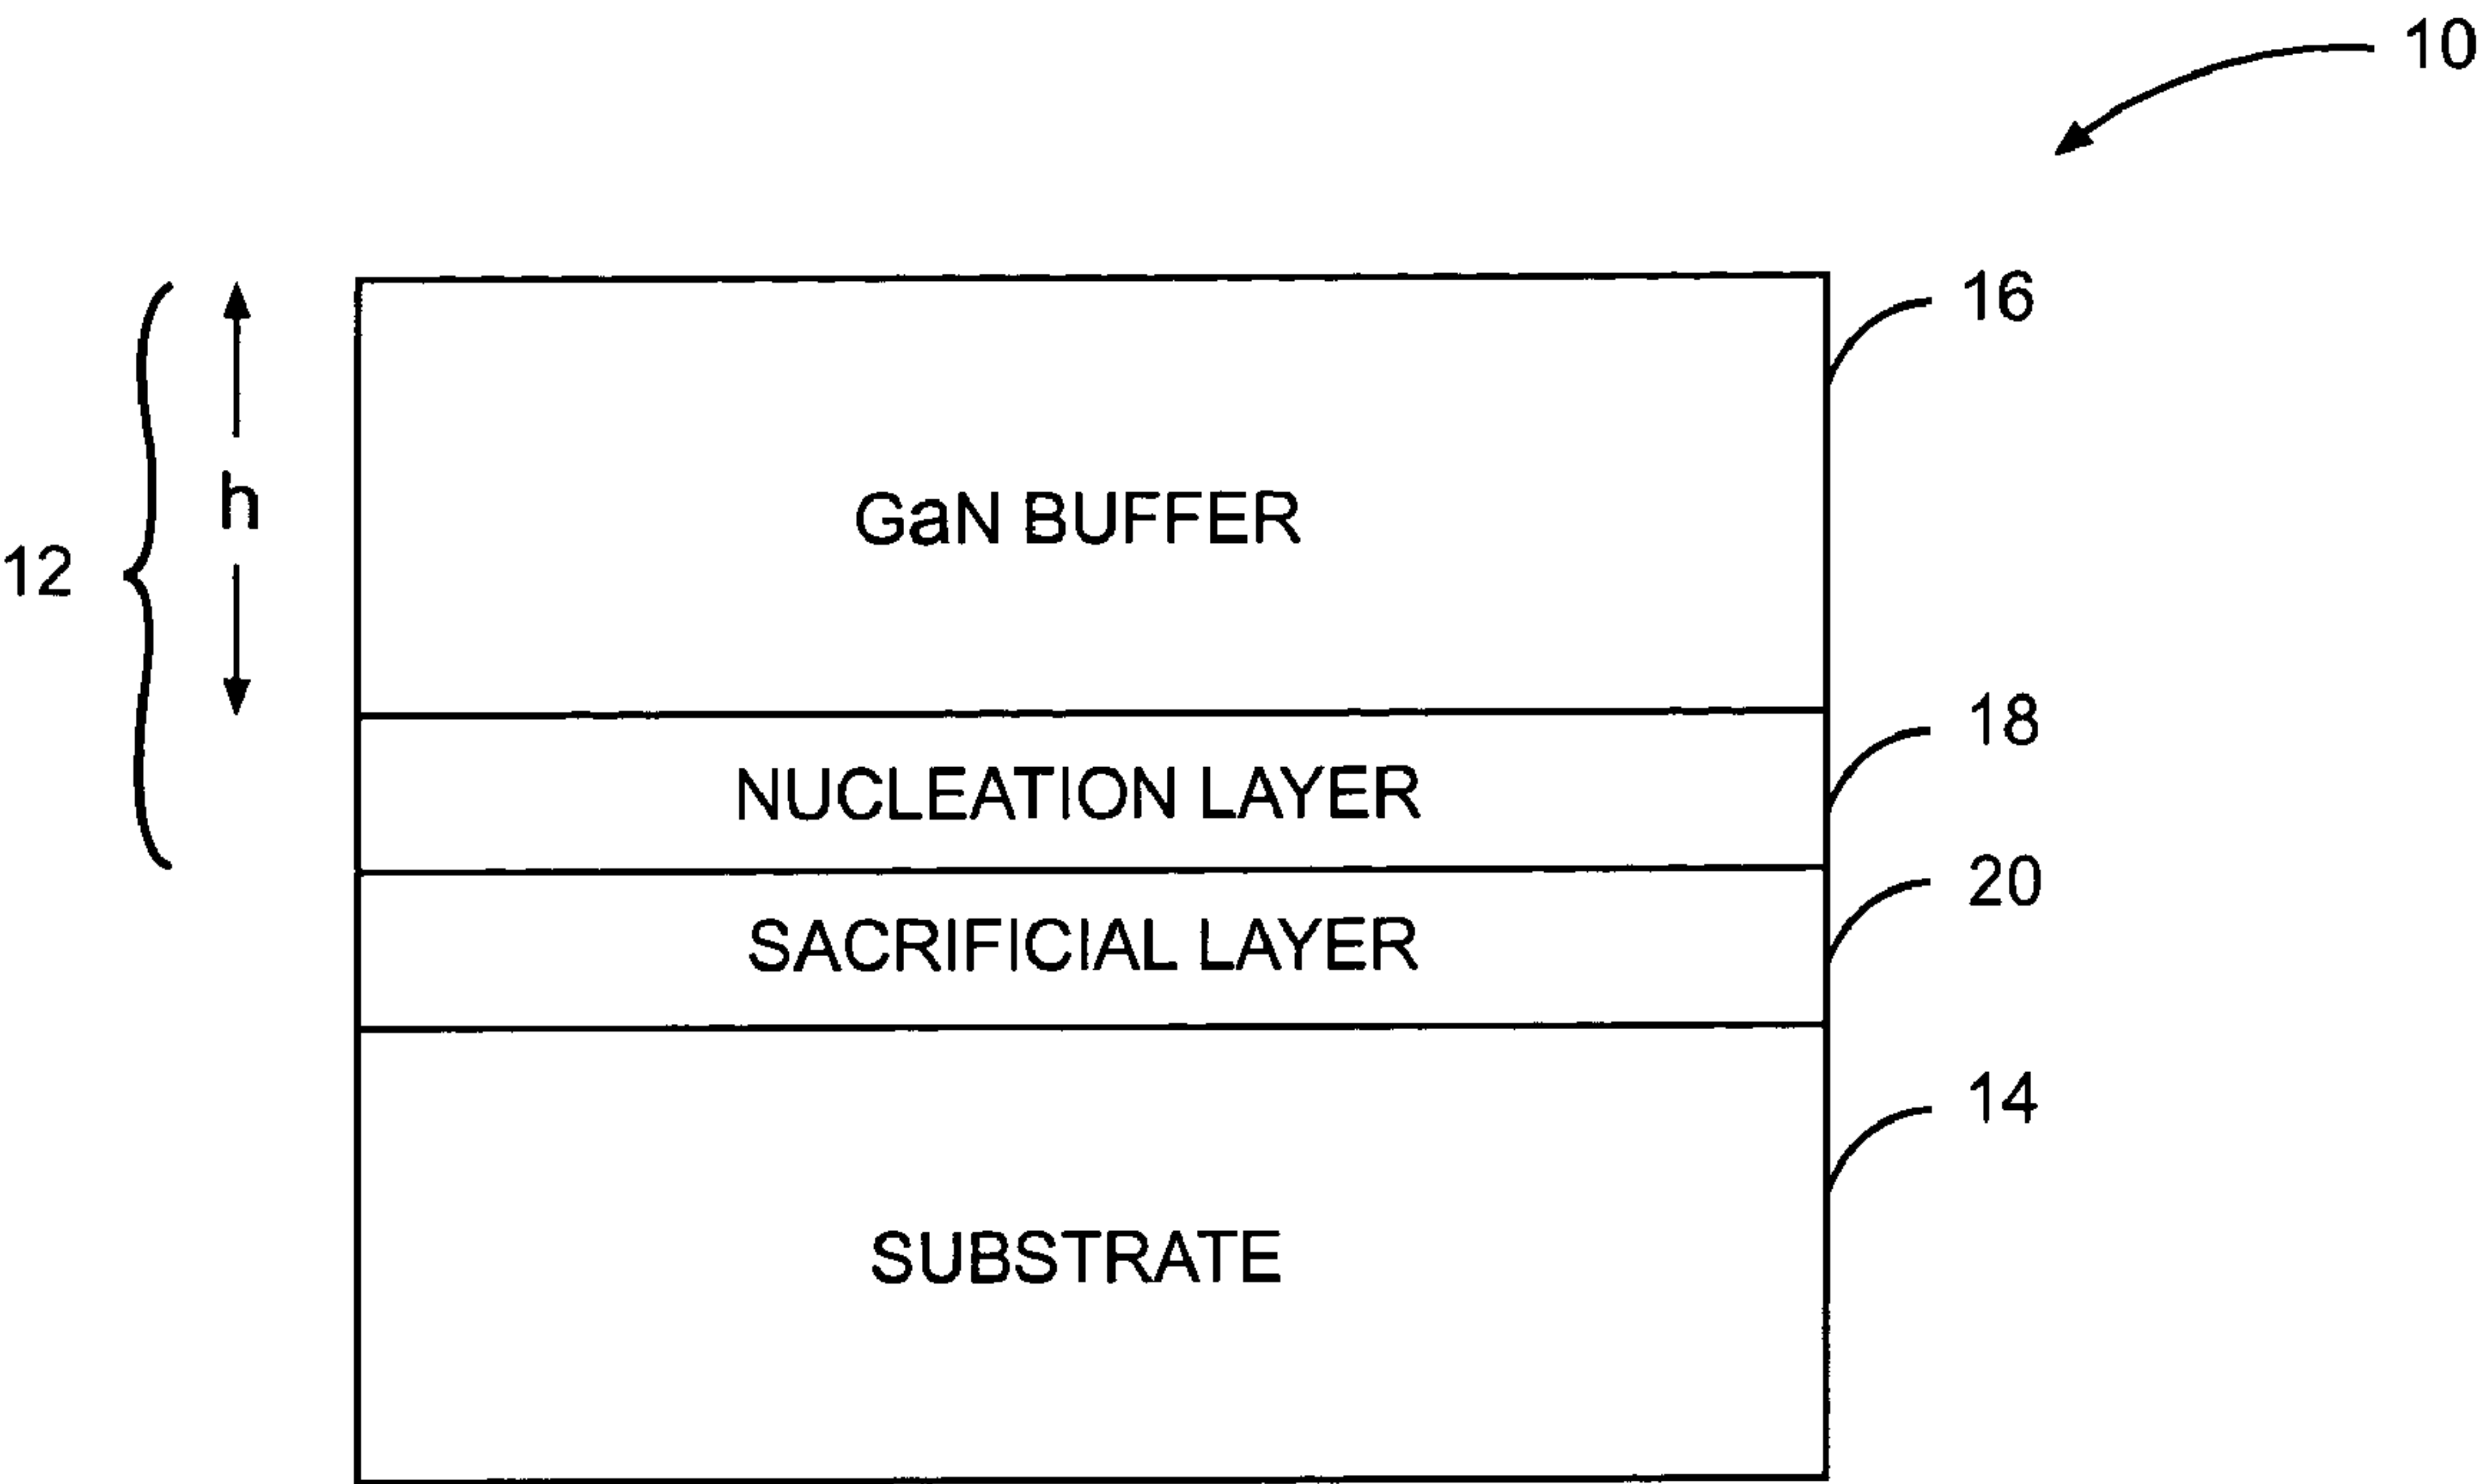 10
16
h
GaN BUFFER
12
18
NUCLEATION LAYER
20
SACRIFICIAL LAYER
14
SUBSTRATE